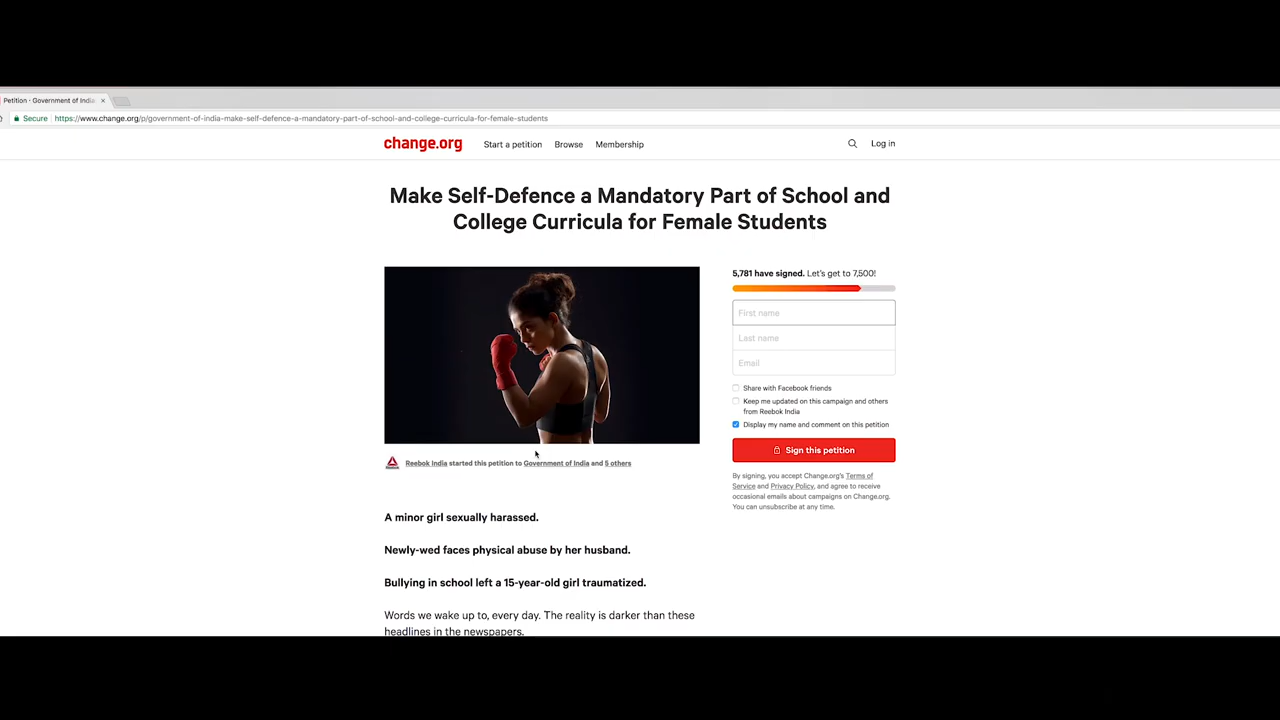 Petition · Government of India
Secure https://www.change.org/p/government-of-india-make-self-defence-a-mandatory-part-of-school-and-college-curricula-for-female-students
change.org Start a petition Browse Membership Log in
Make Self-Defence a Mandatory Part of School and
College Curricula for Female Students
5,781 have signed. Let's get to 7,500!
First name
Last name
Email
Share with Facebook friends
Keep me updated on this campaign and others
from Reebok India
Display my name and comment on this petition
Sign this petition
By signing, you accept Change.org's Terms of
Service and Privacy Policy, and agree to receive
occasional emails about campaigns on Change.org.
You can unsubscribe at any time.
Reebok India started this petition to Government of India and 5 others
A minor girl sexually harassed.
Newly-wed faces physical abuse by her husband.
Bullying in school left a 15-year-old girl traumatized.
Words we wake up to, every day. The reality is darker than these
headlines in the newspapers.